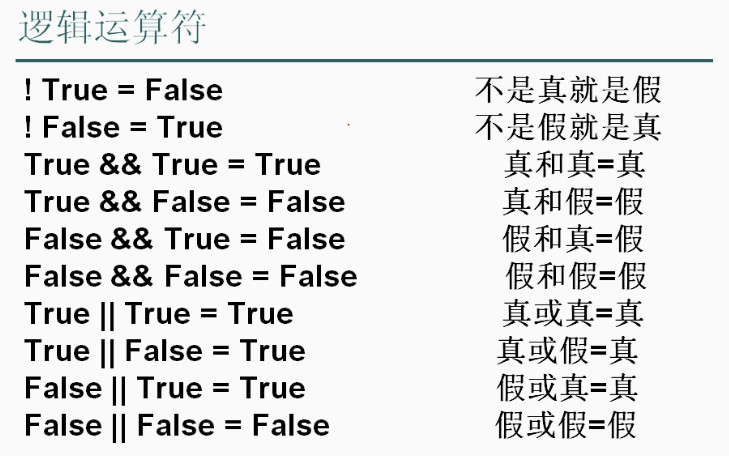 逻辑运算符
! True = False 不是真就是假
! False = True 不是假就是真
True && True = True 真和真=真
True && False = False 真和假=假
False && True = False 假和真=假
False && False = False 假和假=假
True || True = True 真或真=真
True || False = True 真或假=真
False || True = True 假或真=真
False || False = False 假或假=假